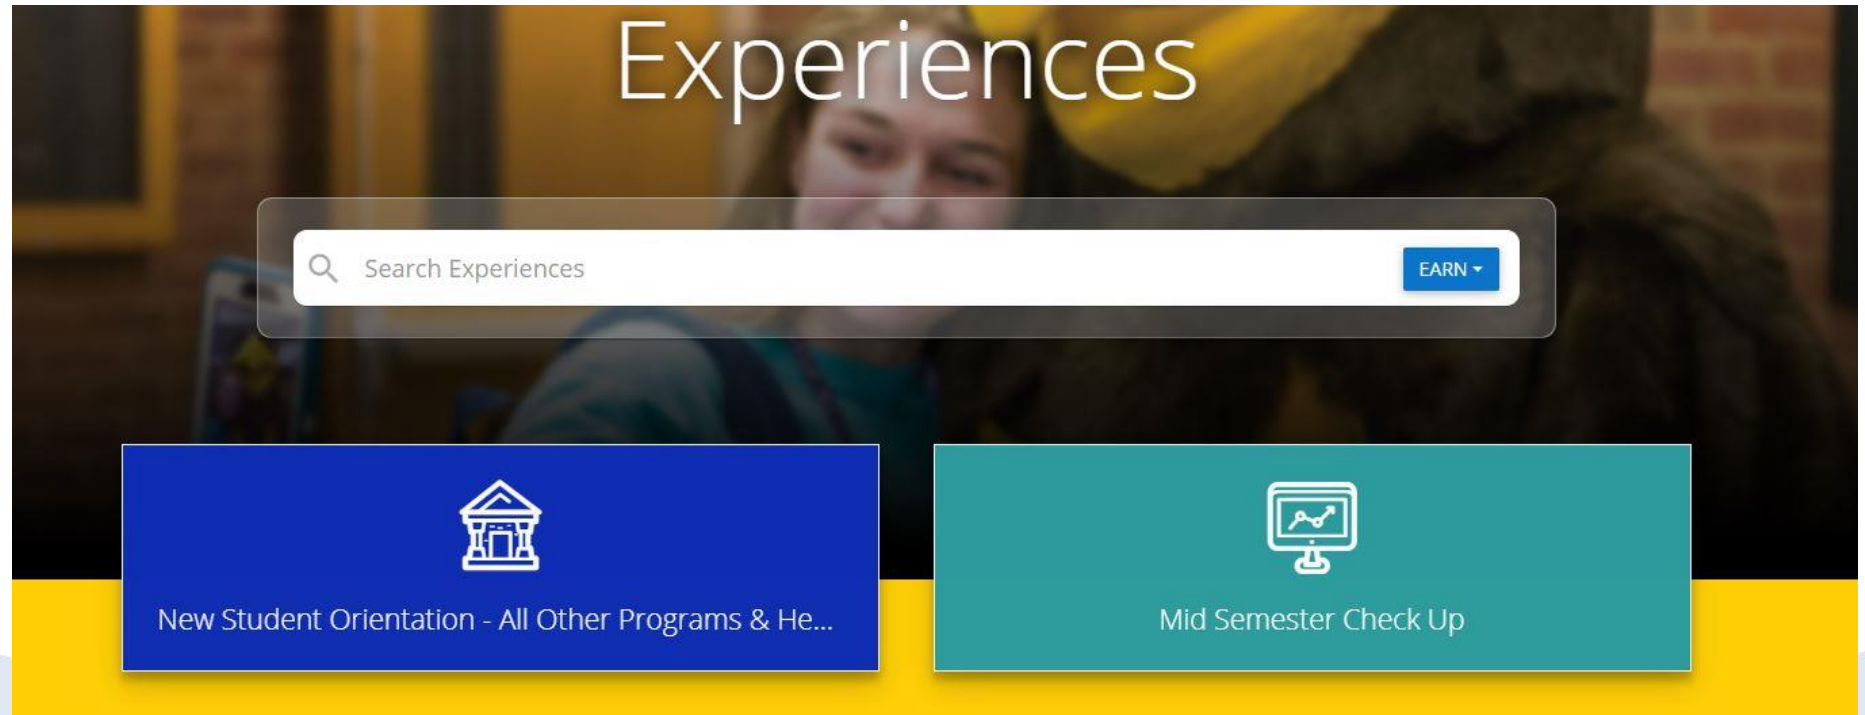 Experiences
Search Experiences
EARN
New Student Orientation - All Other Programs & He...
Mid Semester Check Up